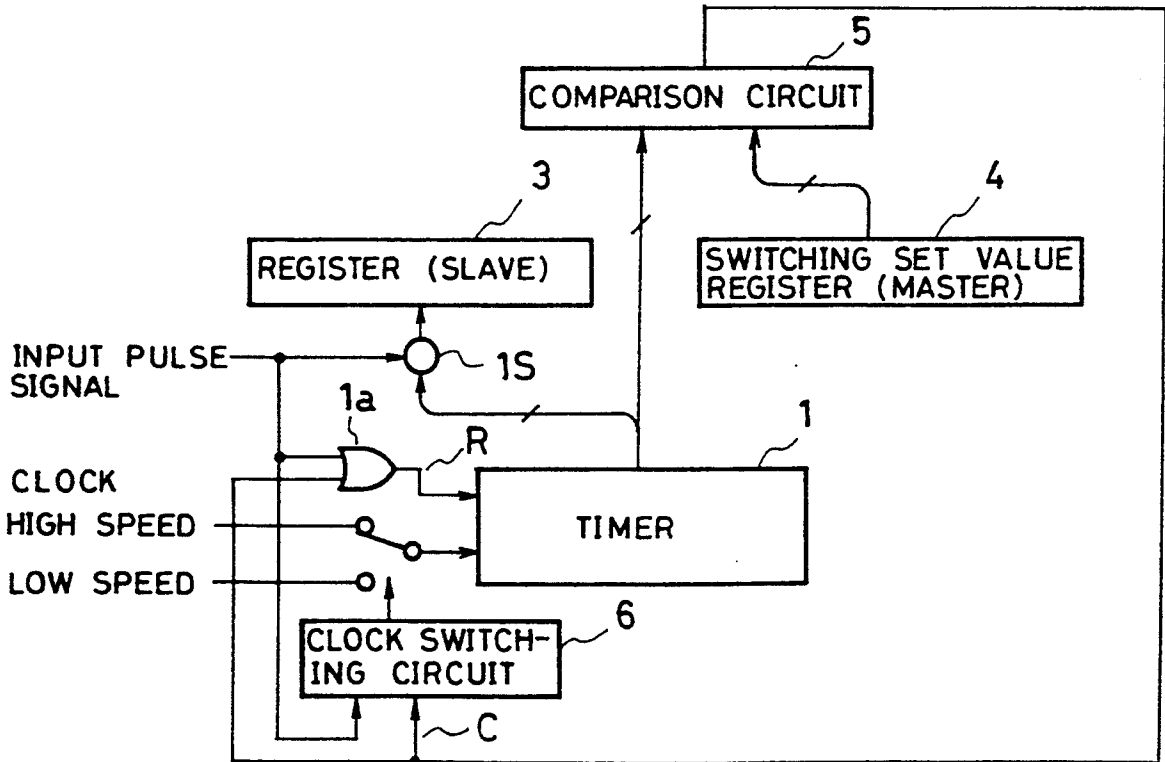 5
COMPARISON CIRCUIT
3
4
REGISTER (SLAVE)
SWITCHING SET VALUE
REGISTER (MASTER)
INPUT PULSE
SIGNAL
1S
1a
R
1
CLOCK
HIGH SPEED
TIMER
LOW SPEED
6
CLOCK SWITCH-
ING CIRCUIT
C